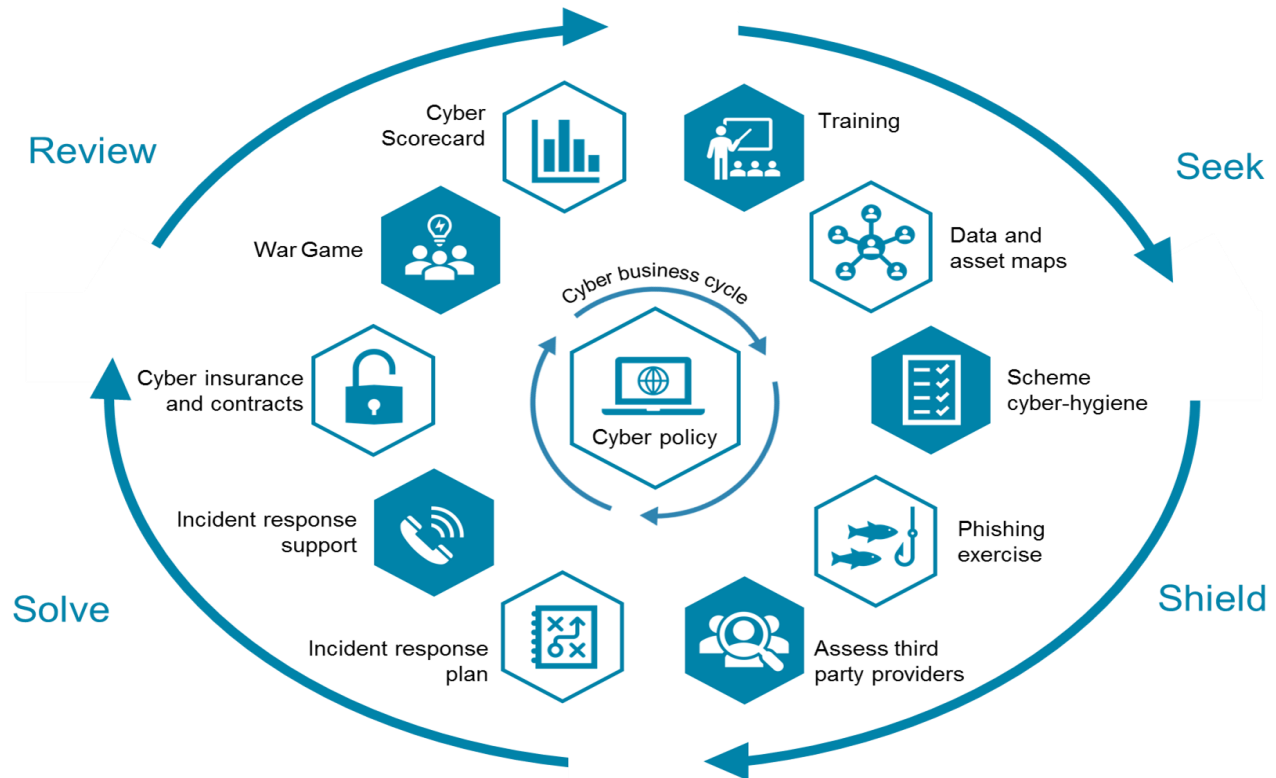 Cyber
Scorecard
Training
Review
Seek
War Game
Data and
asset maps
Cyber business cycle
Cyber insurance
and contracts
Cyber policy
Scheme
cyber-hygiene
Incident response
support
Phishing
exercise
Solve
Shield
Incident response
plan
Assess third
party providers